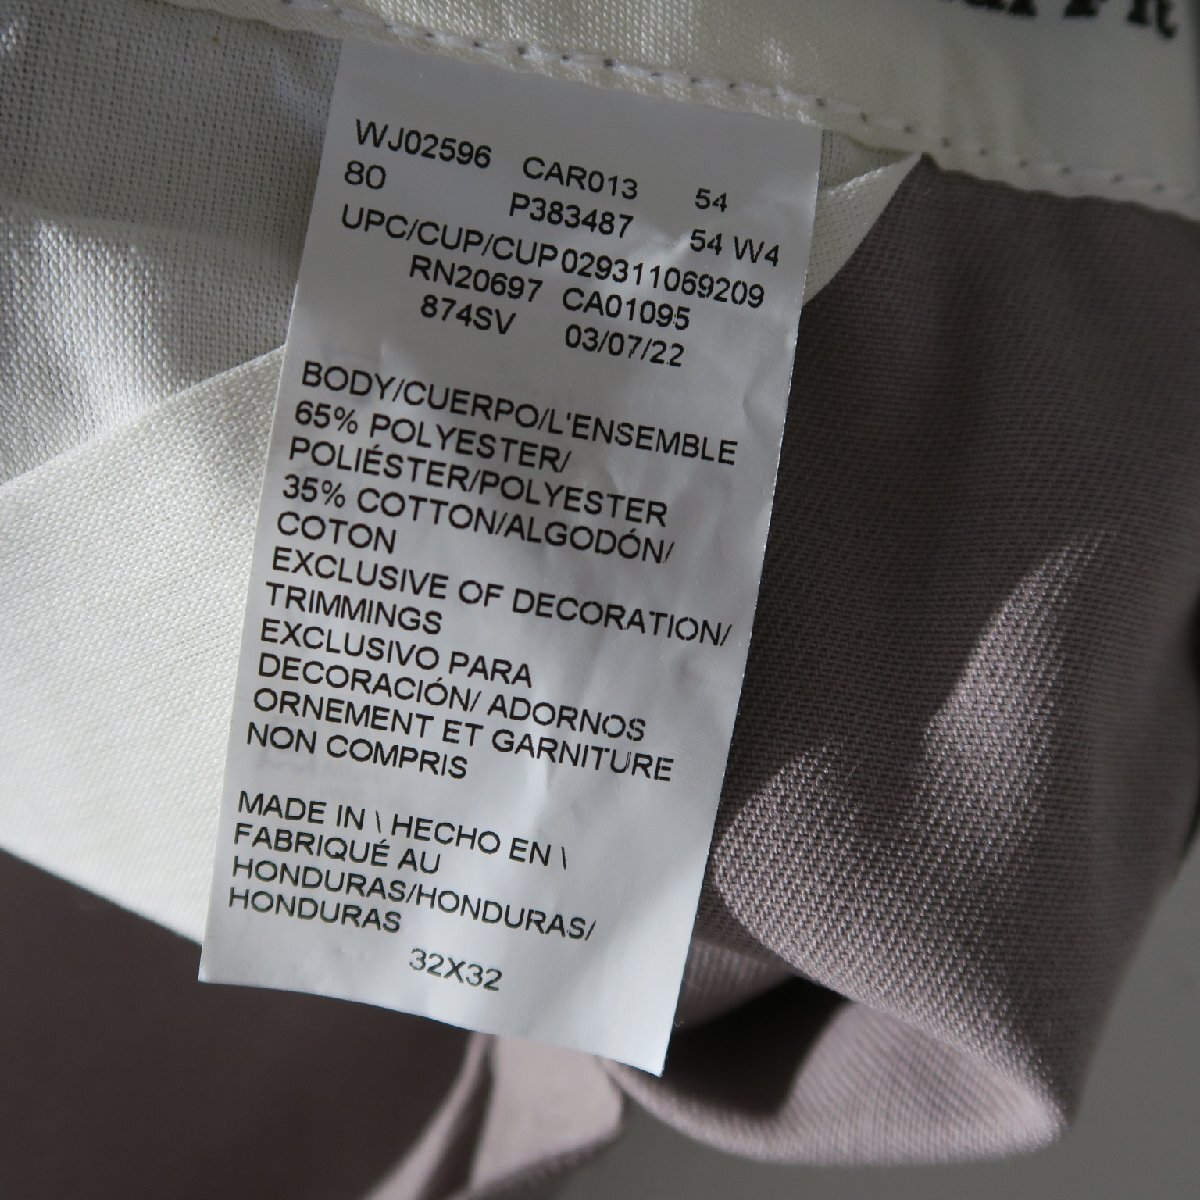 WJ02596 CAR013 54
80 P383487 54 W4
UPC/CUP/CUP029311069209
RN20697 CA01095
874SV 03/07/22
BODY/CUERPO/L'ENSEMBLE
65% POLYESTER/
POLIÉSTER/POLYESTER
35% COTTON/ALGODÓN/
COTON
EXCLUSIVE OF DECORATION/
TRIMMINGS
EXCLUSIVO PARA
DECORACIÓN/ ADORNOS
ORNEMENT ET GARNITURE
NON COMPRIS
MADE IN \ HECHO EN \
FABRIQUÉ AU
HONDURAS/HONDURAS/
HONDURAS
32X32